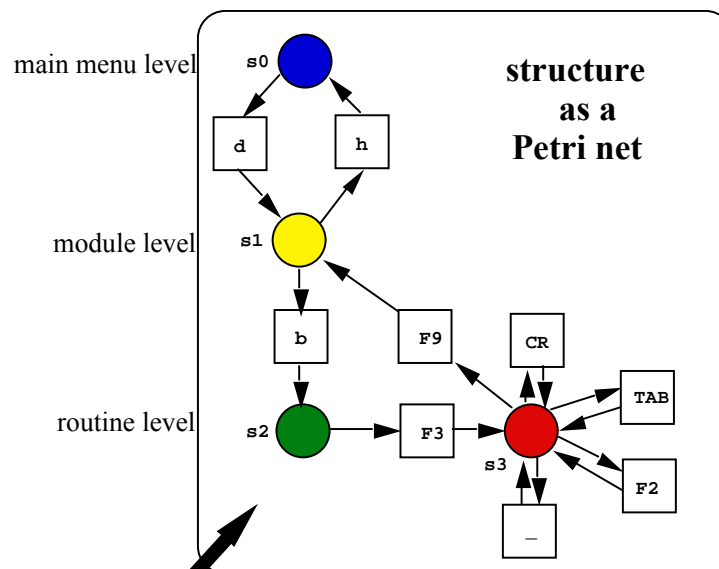 main menu level
s0
structure
as a
Petri net
d
h
module level
s1
b
F9
CR
TAB
routine level
s2
F3
s3
F2
_